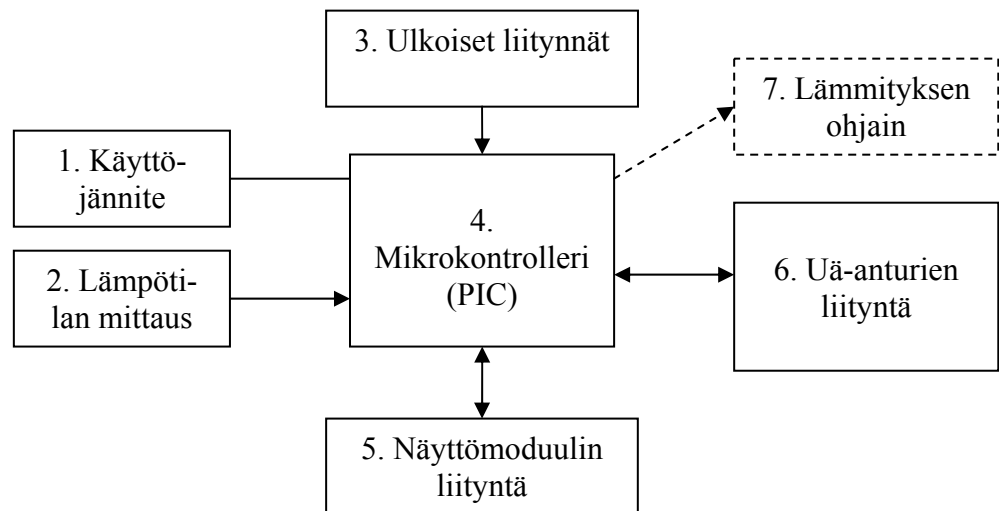 3. Ulkoiset liitynnät
7. Lämmityksen
ohjain
1. Käyttö-
jännite
4.
Mikrokontrolleri
(PIC)
2. Lämpöti-
lan mittaus
6. Uä-anturien
liityntä
5. Näyttömoduulin
liityntä